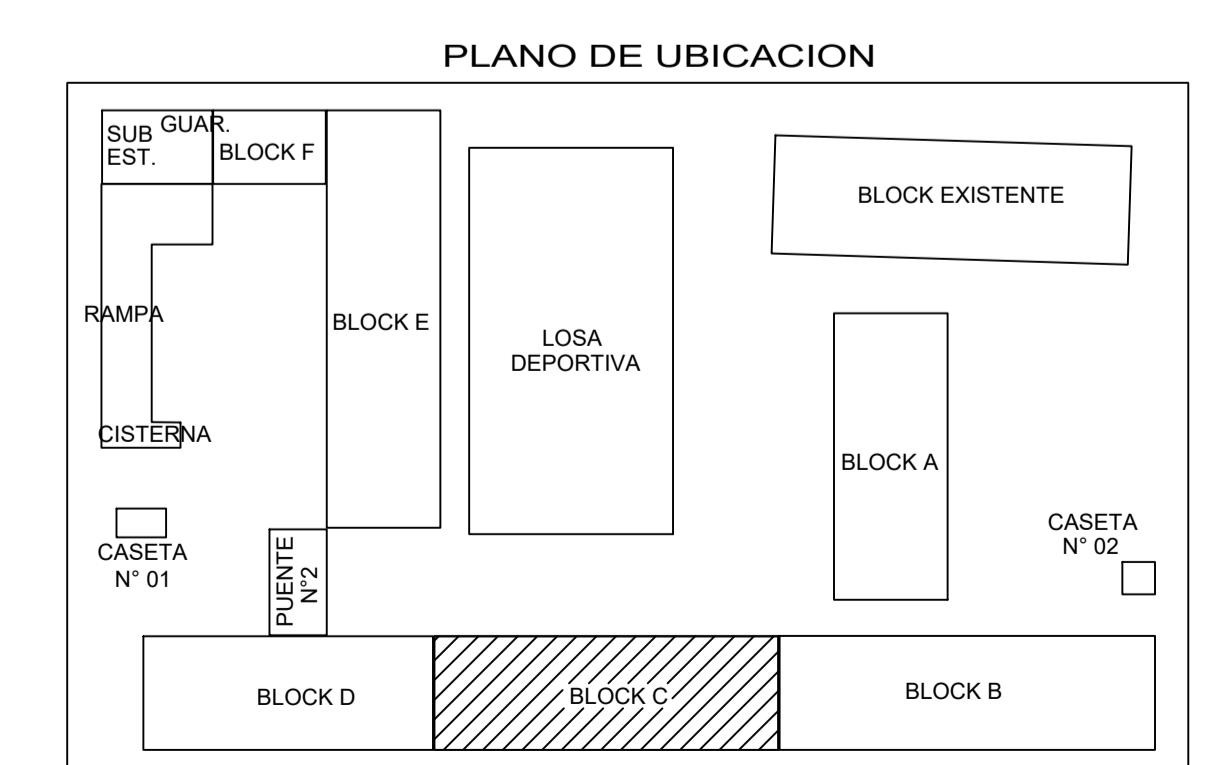 PLANO DE UBICACION
SUB
EST.
GUAR.
BLOCK F
BLOCK EXISTENTE
RAMPA
BLOCK E
LOSA
DEPORTIVA
CISTERNA
BLOCK A
CASETA
N° 01
PUENTE
N°2
CASETA
N° 02
BLOCK D
BLOCK C
BLOCK B